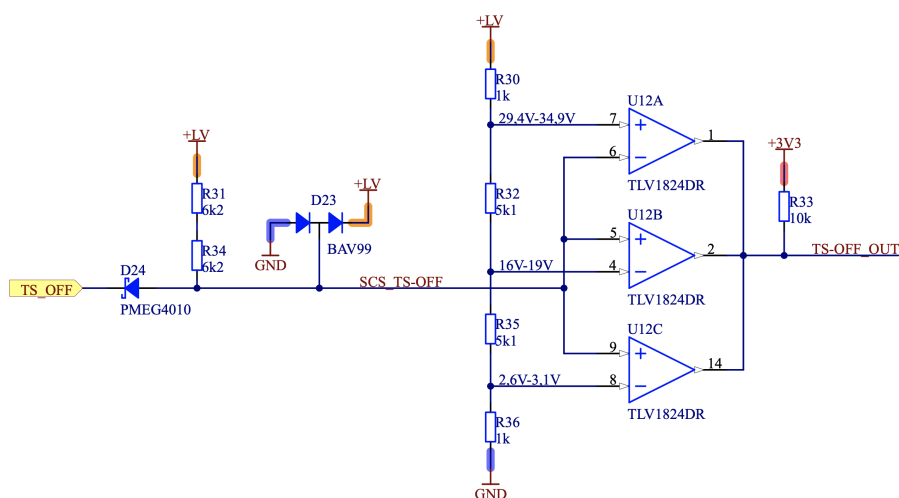 +LV
R30
1k
U12A
29,4V-34,9V
7
1
+LV
+3V3
6
R31
6k2
D23
+LV
TLV1824DR
R32
5k1
R33
10k
U12B
BAV99
5
2
TS-OFF_OUT
R34
6k2
GND
16V-19V
4
D24
TS_OFF
SCS_TS-OFF
PMEG4010
TLV1824DR
R35
5k1
U12C
9
14
2,6V-3,1V
8
TLV1824DR
R36
1k
GND